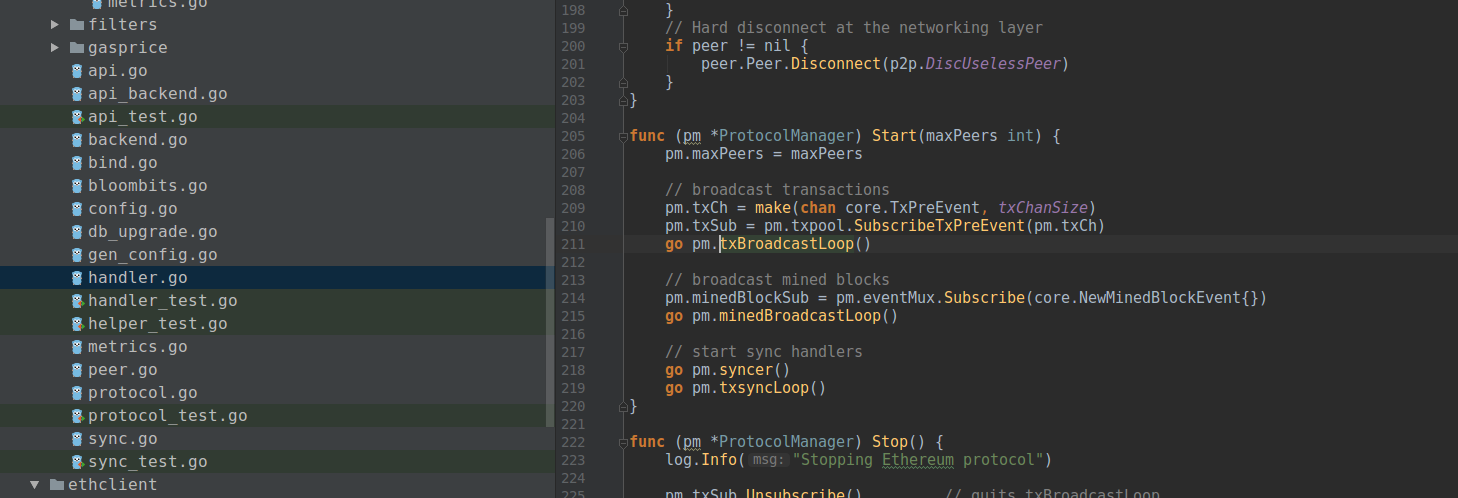 metrics.go
filters
gasprice
api.go
api_backend.go
api_test.go
backend.go
bind.go
bloombits.go
config.go
db_upgrade.go
gen_config.go
handler.go
handler_test.go
helper_test.go
metrics.go
peer.go
protocol.go
protocol_test.go
sync.go
sync_test.go
ethclient
198 }
199 // Hard disconnect at the networking layer
200 if peer != nil {
201 peer.Peer.Disconnect(p2p.DiscUselessPeer)
202 }
203 }
204
205 func (pm *ProtocolManager) Start(maxPeers int) {
206 pm.maxPeers = maxPeers
207
208 // broadcast transactions
209 pm.txCh = make(chan core.TxPreEvent, txChanSize)
210 pm.txSub = pm.txpool.SubscribeTxPreEvent(pm.txCh)
211 go pm.txBroadcastLoop()
212
213 // broadcast mined blocks
214 pm.minedBlockSub = pm.eventMux.Subscribe(core.NewMinedBlockEvent{})
215 go pm.minedBroadcastLoop()
216
217 // start sync handlers
218 go pm.syncer()
219 go pm.txsyncLoop()
220 }
221
222 func (pm *ProtocolManager) Stop() {
223 log.Info( msg: "Stopping Ethereum protocol")
224
225 pm.txSub.Unsubscribe() // quits txBroadcastLoop